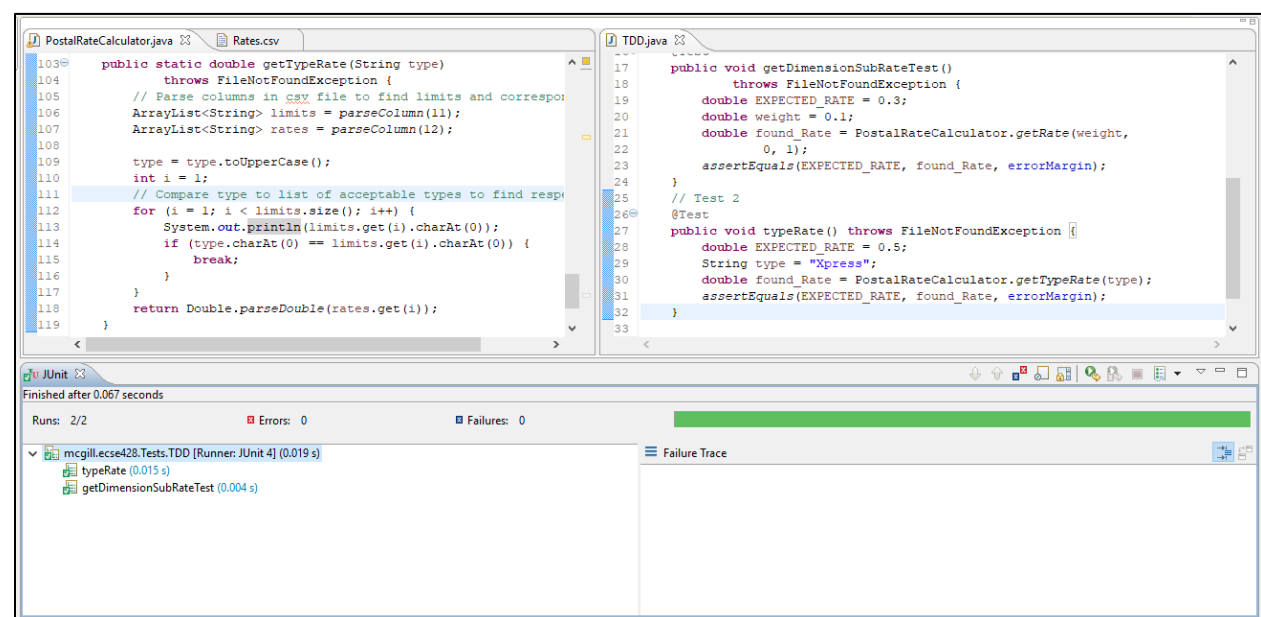 PostalRateCalculator.java
Rates.csv
103 public static double getTypeRate(String type)
104 throws FileNotFoundException {
105 // Parse columns in csv file to find limits and correspo
106 ArrayList<String> limits = parseColumn(11);
107 ArrayList<String> rates = parseColumn(12);
108
109 type = type.toUpperCase();
110 int i = 1;
111 // Compare type to list of acceptable types to find resp
112 for (i = 1; i < limits.size(); i++) {
113 System.out.println(limits.get(i).charAt(0));
114 if (type.charAt(0) == limits.get(i).charAt(0)) {
115 break;
116 }
117 }
118 return Double.parseDouble(rates.get(i));
119 }
TDD.java
17 public void getDimensionSubRateTest()
18 throws FileNotFoundException {
19 double EXPECTED_RATE = 0.3;
20 double weight = 0.1;
21 double found_Rate = PostalRateCalculator.getRate(weight,
22 0, 1);
23 assertEquals(EXPECTED_RATE, found_Rate, errorMargin);
24 }
25 // Test 2
26 @Test
27 public void typeRate() throws FileNotFoundException {
28 double EXPECTED_RATE = 0.5;
29 String type = "Xpress";
30 double found_Rate = PostalRateCalculator.getTypeRate(type);
31 assertEquals(EXPECTED_RATE, found_Rate, errorMargin);
32 }
33
JUnit
Finished after 0.067 seconds
Runs: 2/2 Errors: 0 Failures: 0
mcgill.ecse428.Tests.TDD [Runner: JUnit 4] (0.019 s)
typeRate (0.015 s)
getDimensionSubRateTest (0.004 s)
Failure Trace